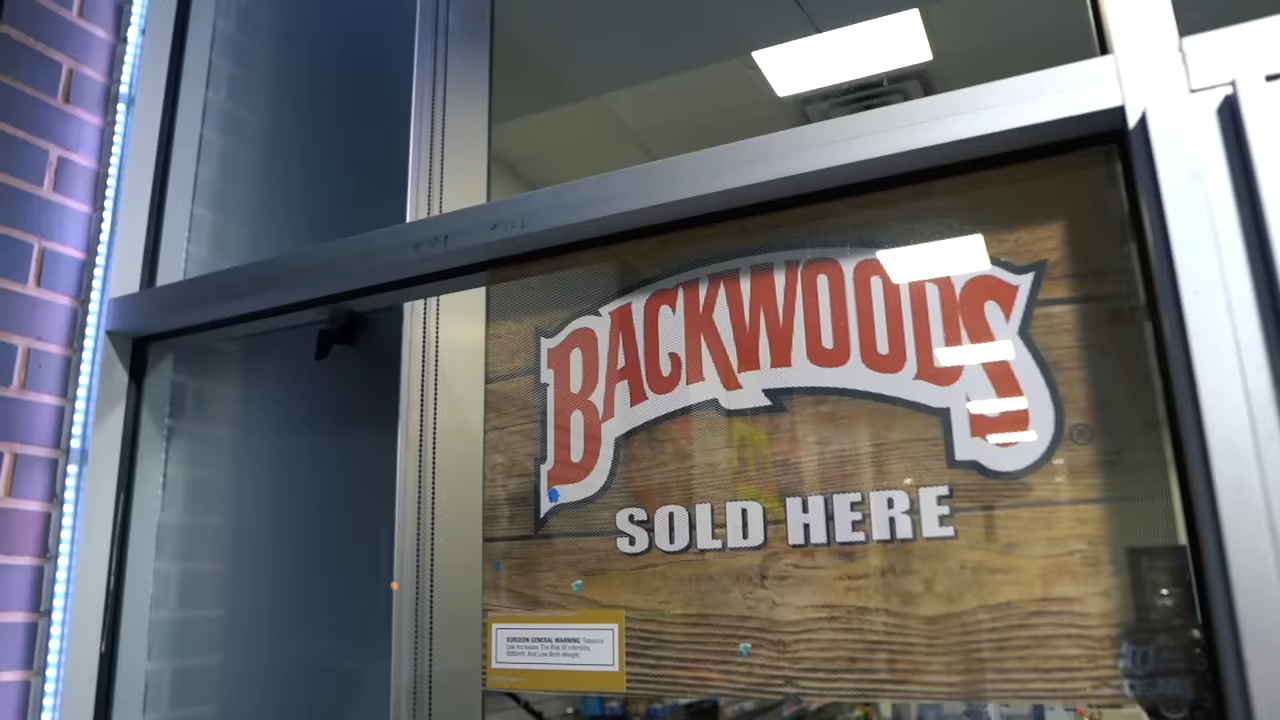 BACKWOODS
®
SOLD HERE
SURGEON GENERAL WARNING: Tobacco
Use Increases The Risk Of Infertility,
Stillbirth, And Low Birth Weight.